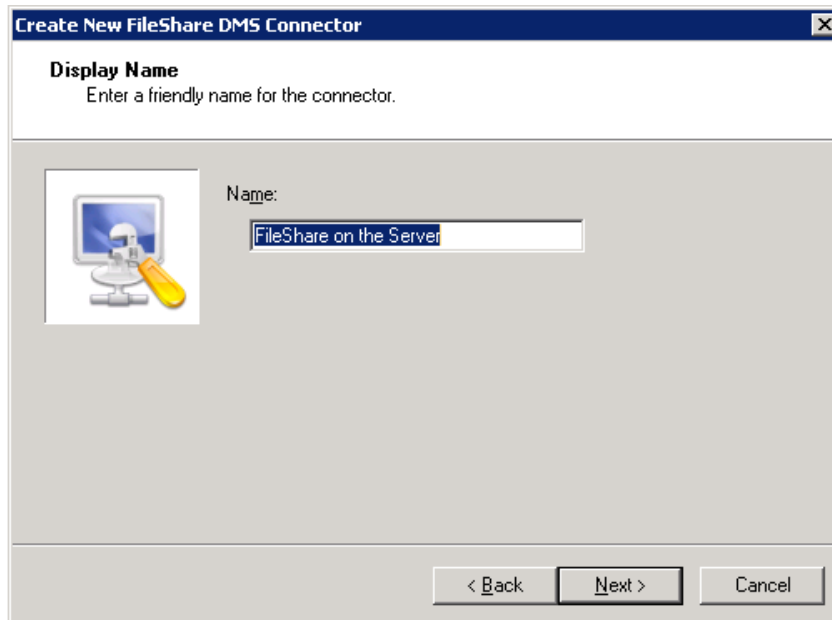 Create New FileShare DMS Connector
Display Name
Enter a friendly name for the connector.
Name:
FileShare on the Server
< Back
Next >
Cancel